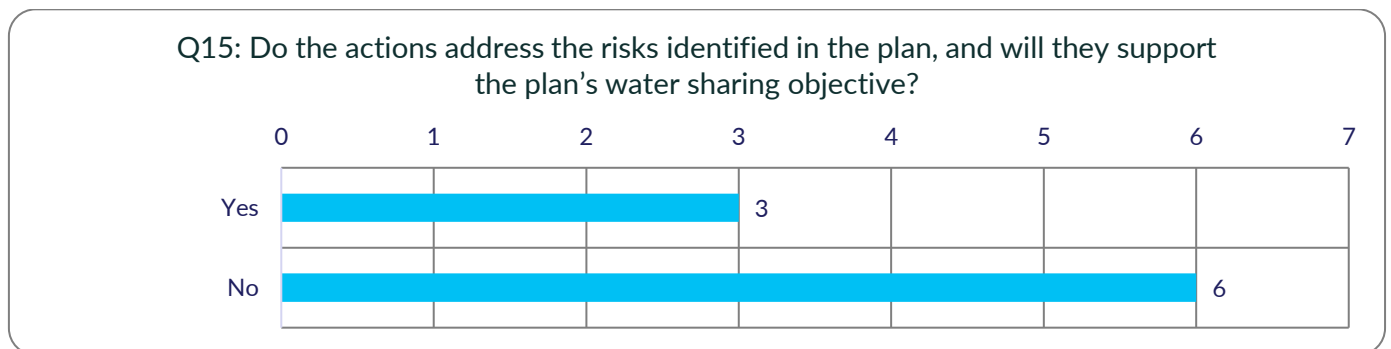 Q15: Do the actions address the risks identified in the plan, and will they support
the plan’s water sharing objective?
0 1 2 3 4 5 6 7
Yes 3
No 6